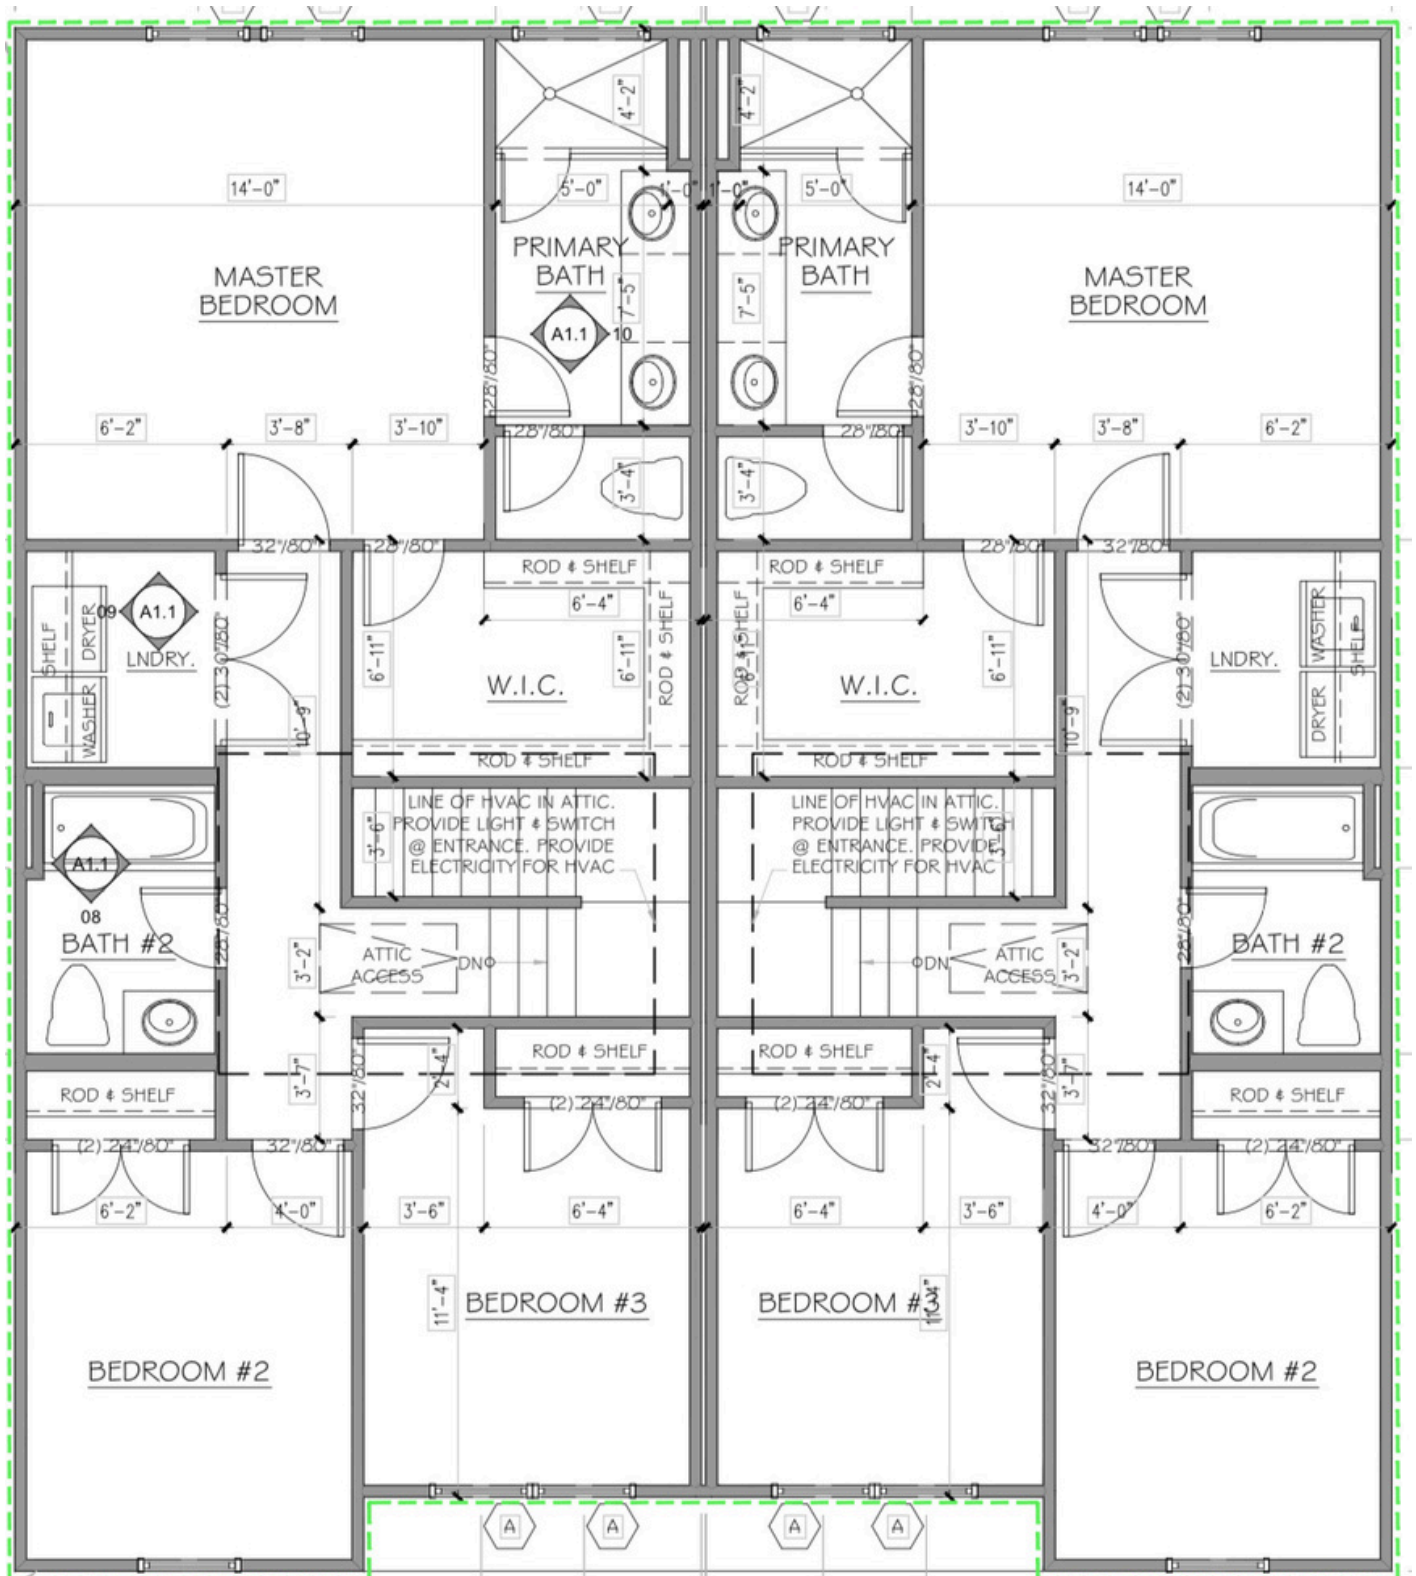 4'-2"
4'-2"
14'-0"
5'-0"
1'-0"
1'-0"
5'-0"
14'-0"
MASTER
BEDROOM
PRIMARY
BATH
PRIMARY
BATH
MASTER
BEDROOM
7'-5"
7'-5"
A1.1
10
28"/80"
28"/80"
6'-2"
3'-8"
3'-10"
28"/80"
28"/80"
3'-10"
3'-8"
6'-2"
3'-4"
3'-4"
32"/80"
28"/80"
28"/80"
32"/80"
ROD & SHELF
ROD & SHELF
SHELF
DRYER
09
A1.1
6'-4"
6'-4"
WASHER
SHELF
LNDRY.
(2) 30"/80"
6'-11"
6'-11"
ROD & SHELF
ROD & SHELF
6'-11"
6'-11"
(2) 30"/80"
LNDRY.
W.I.C.
W.I.C.
WASHER
10'-9"
10'-9"
DRYER
ROD & SHELF
ROD & SHELF
LINE OF HVAC IN ATTIC.
PROVIDE LIGHT & SWITCH
@ ENTRANCE. PROVIDE
ELECTRICITY FOR HVAC
LINE OF HVAC IN ATTIC.
PROVIDE LIGHT & SWITCH
@ ENTRANCE. PROVIDE
ELECTRICITY FOR HVAC
3'-6"
3'-6"
A1.1
08
BATH #2
28"/80"
3'-2"
ATTIC
ACCESS
DN
DN
ATTIC
ACCESS
3'-2"
28"/80"
BATH #2
ROD & SHELF
3'-7"
32"/80"
2'-4"
ROD & SHELF
ROD & SHELF
2'-4"
32"/80"
3'-7"
ROD & SHELF
(2) 24"/80"
(2) 24"/80"
(2) 24"/80"
32"/80"
32"/80"
(2) 24"/80"
6'-2"
4'-0"
3'-6"
6'-4"
6'-4"
3'-6"
4'-0"
6'-2"
11'-4"
BEDROOM #3
BEDROOM #3
11'-4"
BEDROOM #2
BEDROOM #2
A
A
A
A